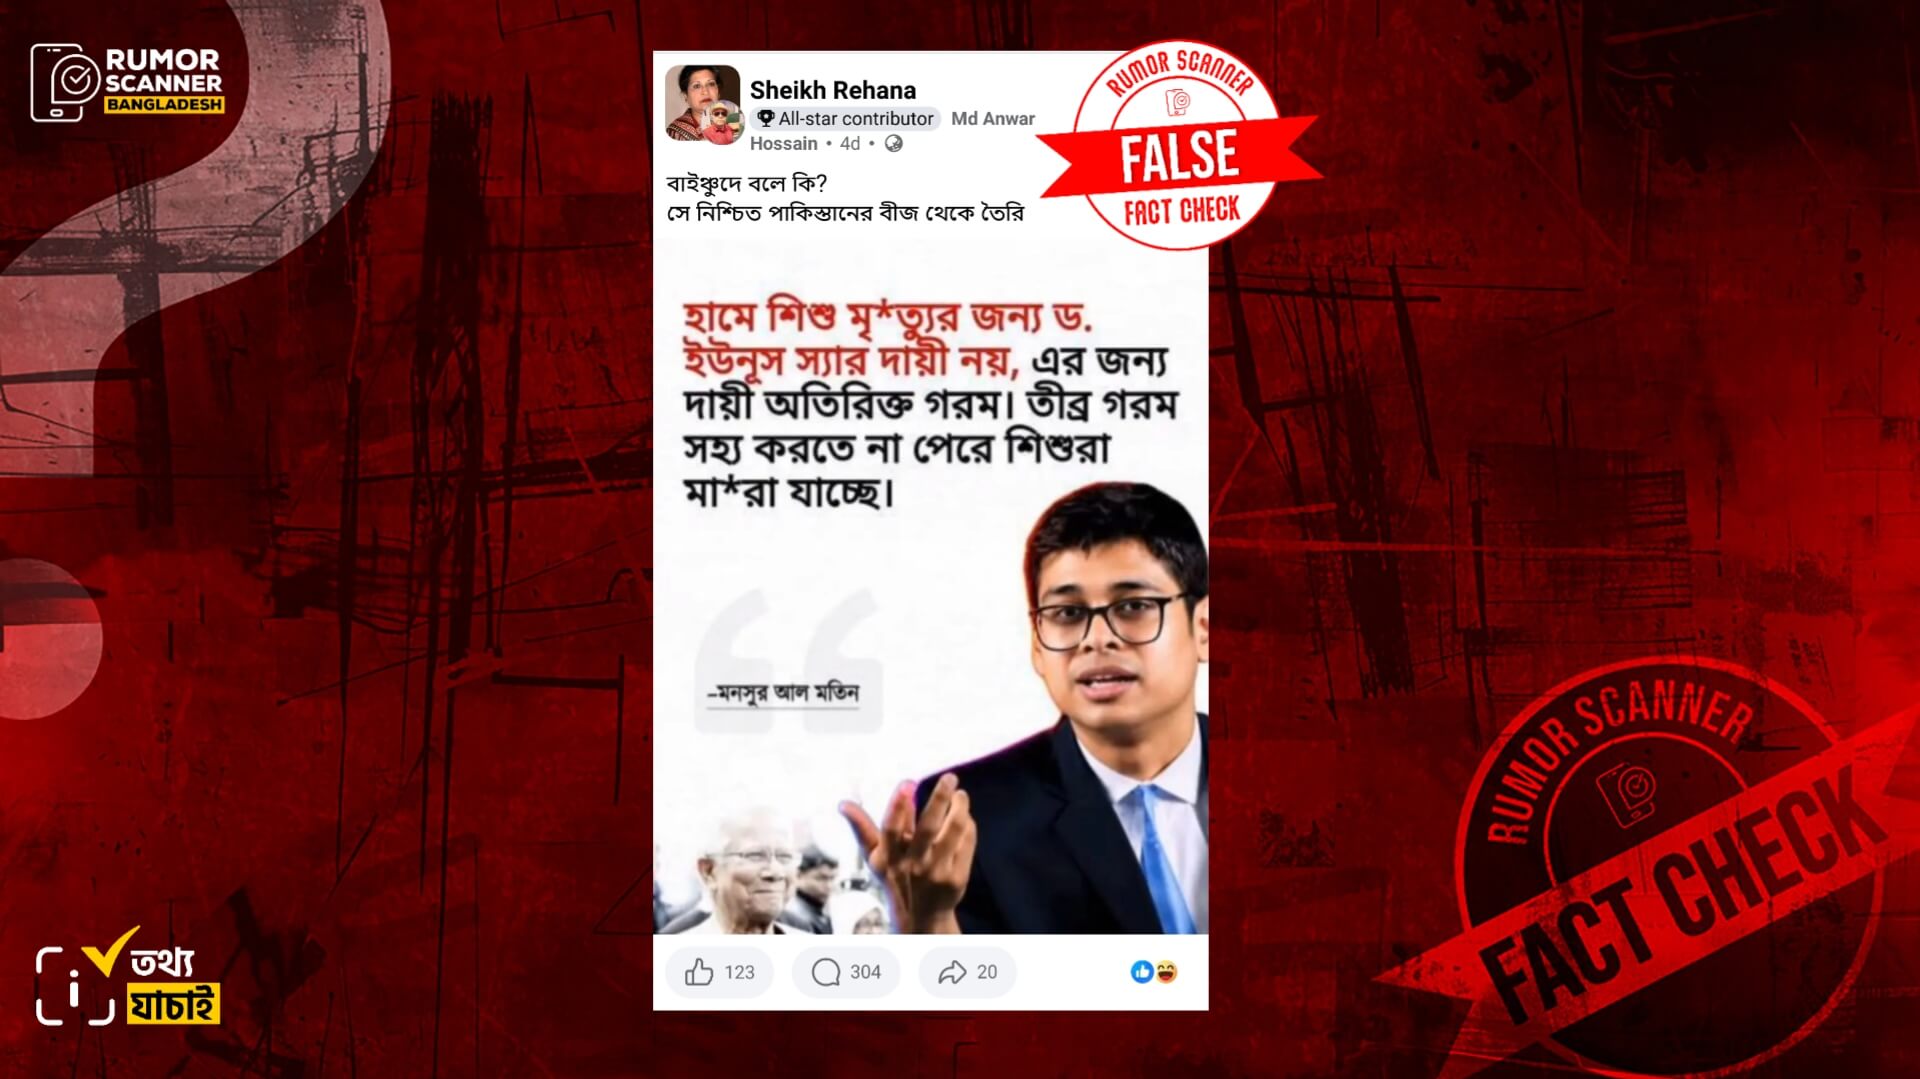 RUMOR
SCANNER
BANGLADESH
Sheikh Rehana
All-star contributor Md Anwar
Hossain • 4d •
বাইঞ্চুদে বলে কি?
সে নিশ্চিত পাকিস্তানের বীজ থেকে তৈরি
RUMOR SCANNER
FALSE
FACT CHECK
হামে শিশু মৃ*ত্যুর জন্য ড.
ইউনূস স্যার দায়ী নয়, এর জন্য
দায়ী অতিরিক্ত গরম। তীব্র গরম
সহ্য করতে না পেরে শিশুরা
মা*রা যাচ্ছে।
–মনসুর আল মতিন
123 304 20
RUMOR SCANNER
FACT CHECK
তথ্য
যাচাই